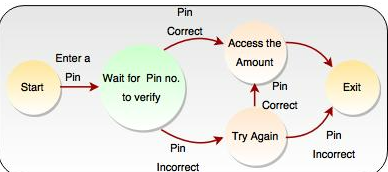 Pin
Correct
Enter a
Pin
Access the
Amount
Start
Wait for Pin no.
to verify
Pin
Correct
Exit
Try Again
Pin
Incorrect
Pin
Incorrect